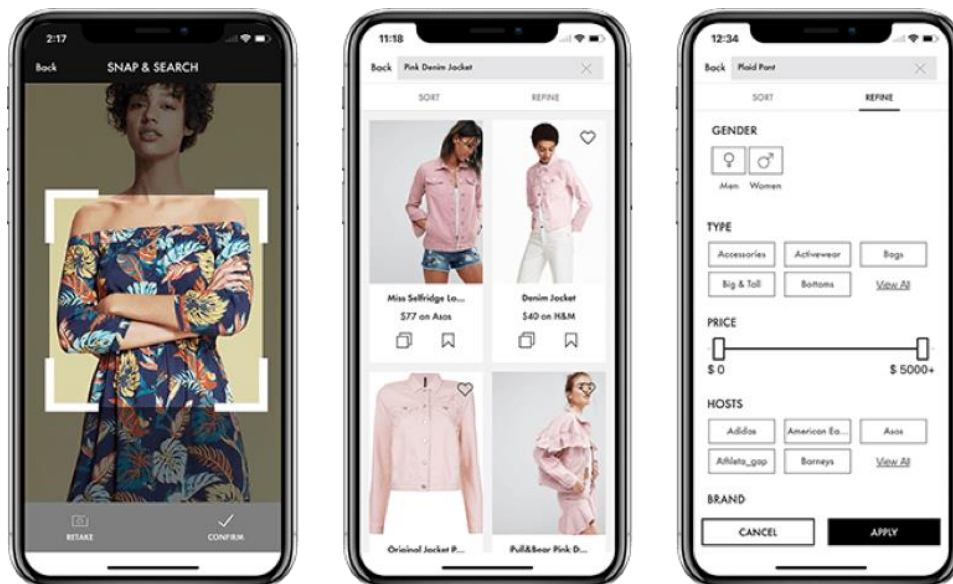 2:17
Back SNAP & SEARCH
RETAKE CONFIRM
11:18
Back Pink Denim Jacket
SORT REFINE
Miss Selfridge Lo... Denim Jacket
$77 on Asos $40 on H&M
Original Jacket P... Pull&Bear Pink D...
12:34
Back Plaid Pant
SORT REFINE
GENDER
Men Women
TYPE
Accessories Activewear Bags
Big & Tall Bottoms View All
PRICE
$ 0 $ 5000+
HOSTS
Adidas American Ea... Asos
Athleta_gap Barneys View All
BRAND
CANCEL APPLY